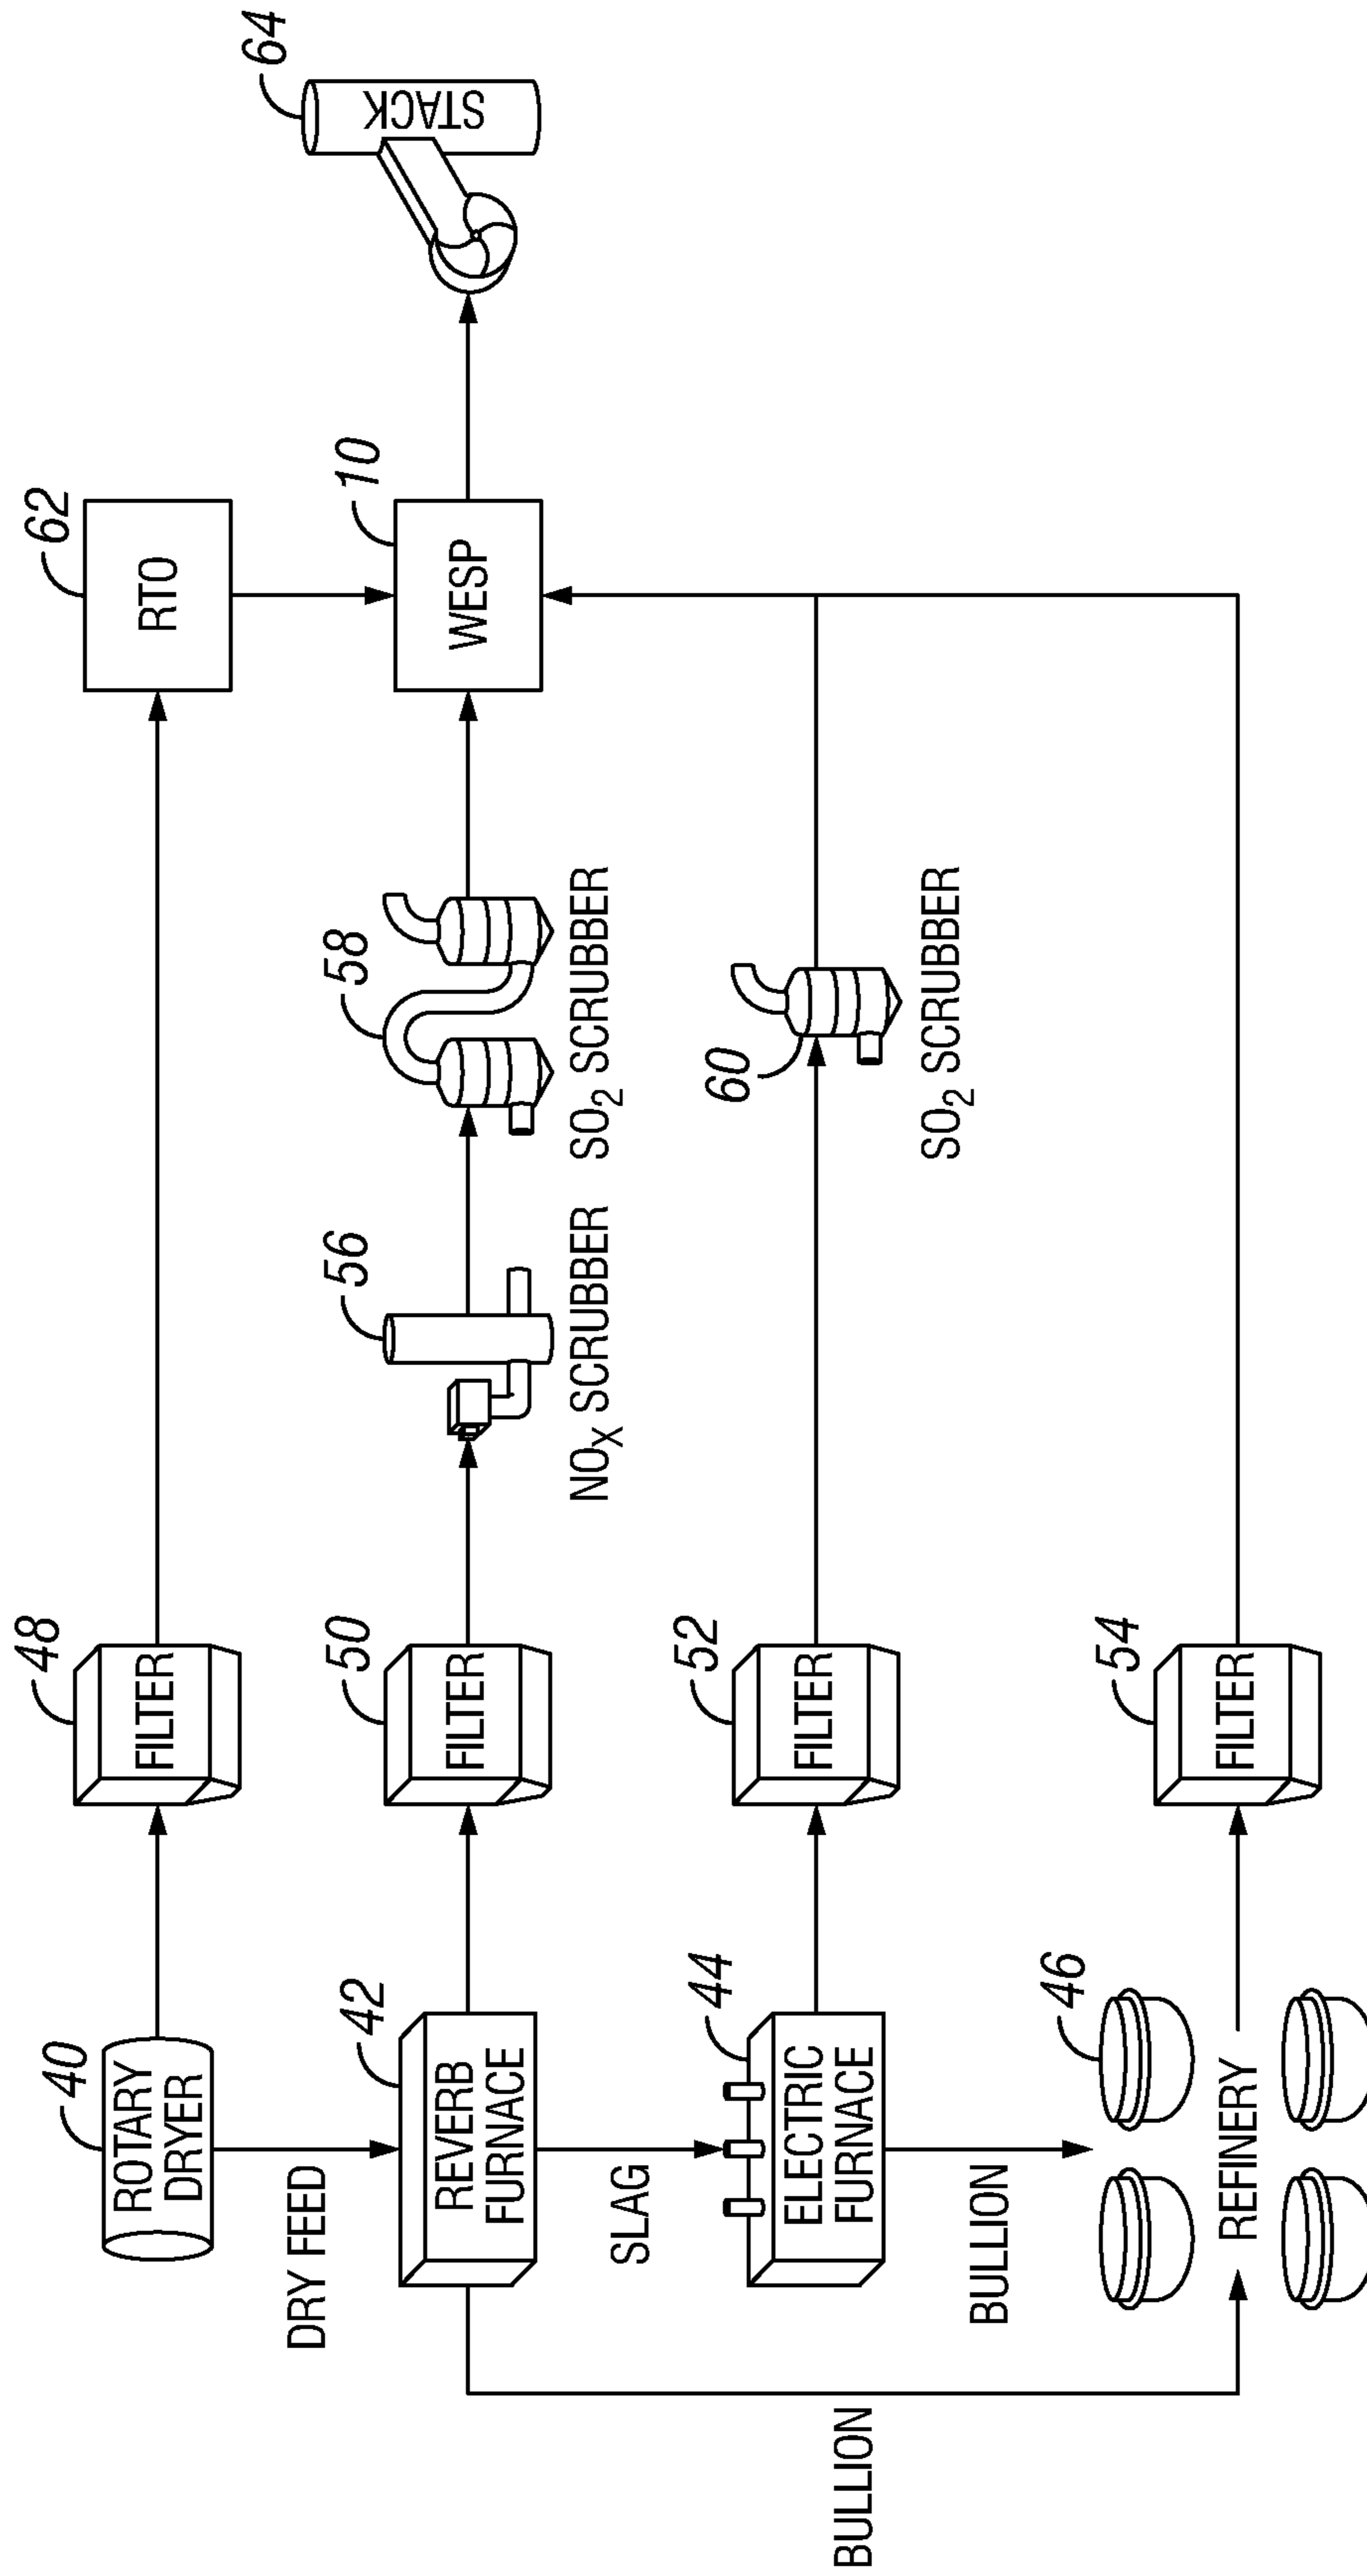 40
ROTARY
DRYER
48
FILTER
62
RTO
DRY FEED
42
REVERB
FURNACE
50
FILTER
56
NO_X SCRUBBER
58
SO₂ SCRUBBER
10
WESP
64
STACK
SLAG
44
ELECTRIC
FURNACE
52
FILTER
60
SO₂ SCRUBBER
BULLION
BULLION
46
REFINERY
54
FILTER